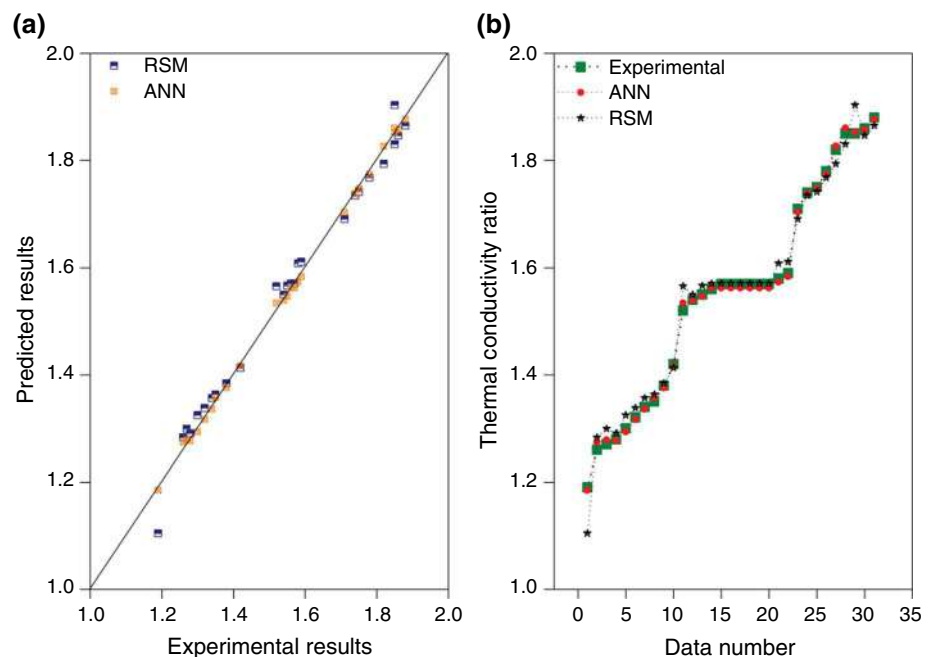 (a)
2.0
RSM
ANN
1.8
1.6
1.4
1.2
1.0
Predicted results
1.0 1.2 1.4 1.6 1.8 2.0
Experimental results
(b)
2.0
Experimental
ANN
RSM
1.8
1.6
1.4
1.2
1.0
Thermal conductivity ratio
0 5 10 15 20 25 30 35
Data number